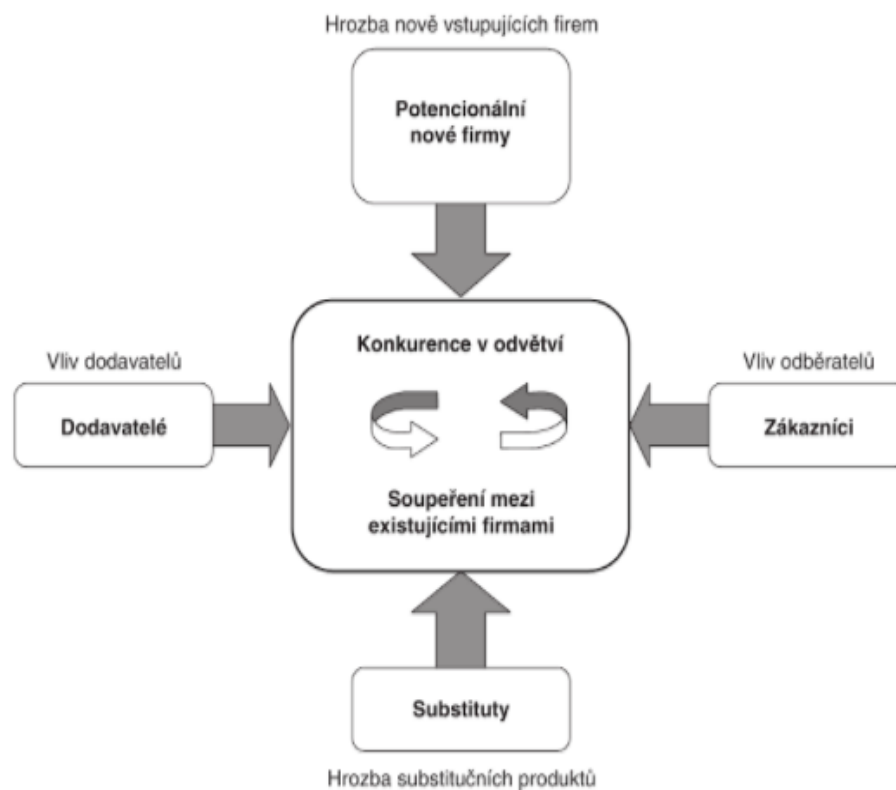 Hrozba nově vstupujících firem
Potencionální
nové firmy
Konkurence v odvětví
Vliv dodavatelů
Dodavatelé
Vliv odběratelů
Zákazníci
Soupeření mezi
existujícími firmami
Substituty
Hrozba substitučních produktů